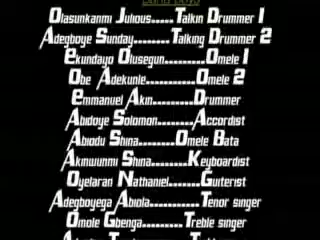 Band Boys
Olasunkanmi Julious......Talkin Drummer 1
Adegboye Sunday.......Talking Drummer 2
Ekundayo Olusegun.........Omele 1
Obe Adekunle..........Omele 2
Emmanuel Akin......Drummer
Abidoye Solomon........Accordist
Abiodu Shina.........Omele Bata
Akinwunmi Shina.......Keyboardist
Oyelaran Nathaniel......Guiterist
Adegboyega Abiola.........Tenor singer
Omole Gbenga.........Treble singer